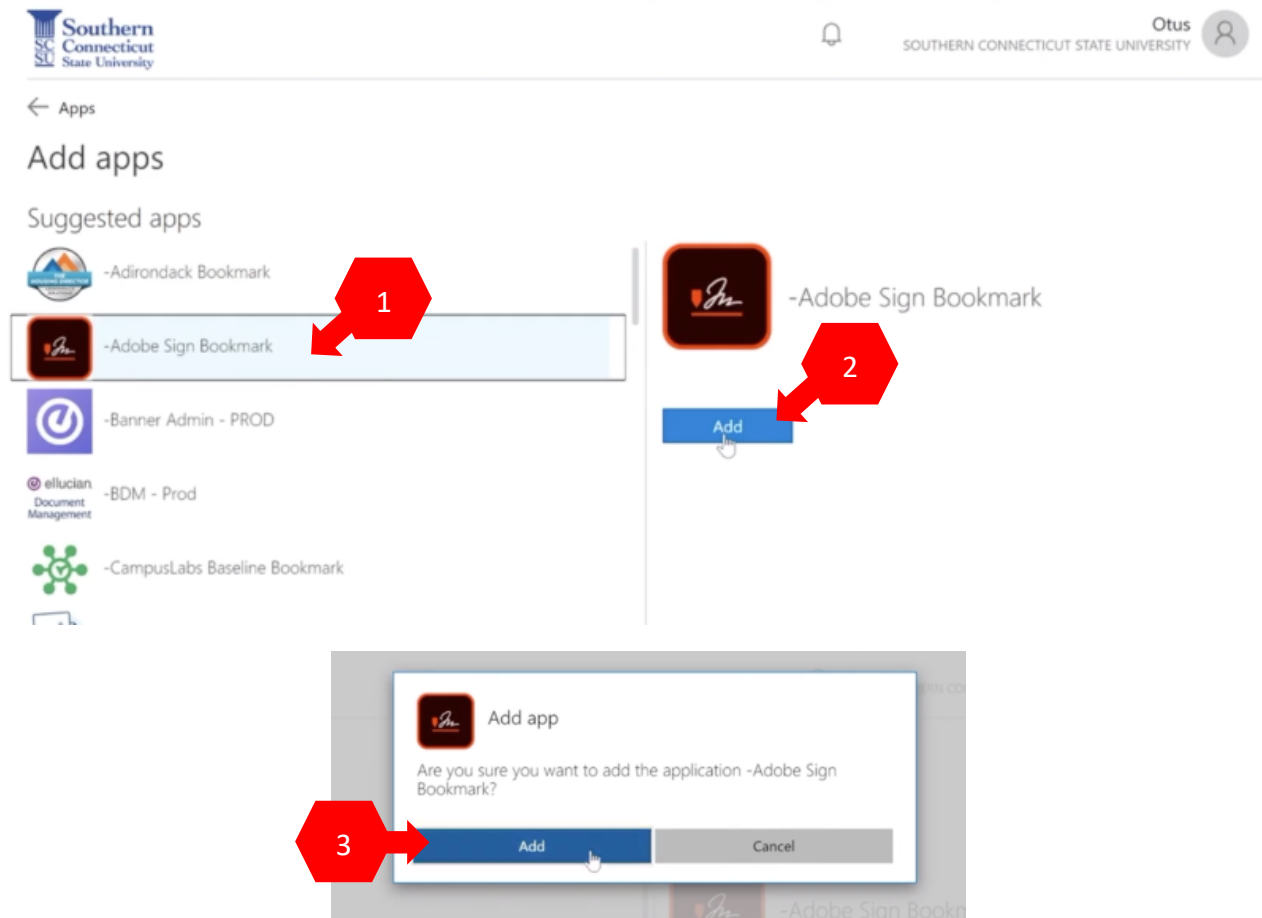 Southern
Connecticut
State University
SC
SU
Otus
SOUTHERN CONNECTICUT STATE UNIVERSITY
Apps
Add apps
Suggested apps
-Adirondack Bookmark
1
-Adobe Sign Bookmark
-Adobe Sign Bookmark
2
Add
-Banner Admin - PROD
ellucian
Document
Management
-BDM - Prod
-CampusLabs Baseline Bookmark
Add app
Are you sure you want to add the application -Adobe Sign
Bookmark?
3
Add
Cancel
-Adobe Sign